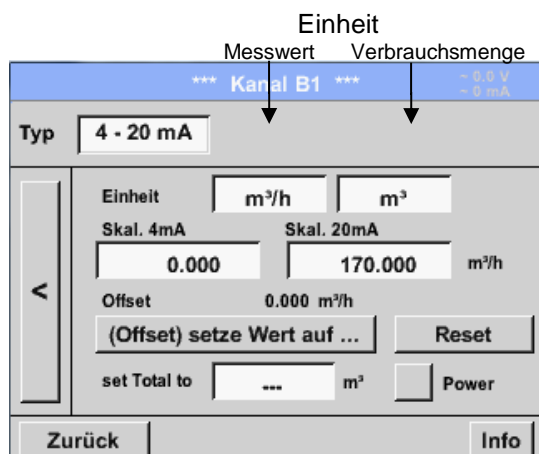 Einheit
Messwert Verbrauchsmenge
*** Kanal B1 *** ~ 0.0 V
~ 0 mA
Typ 4 - 20 mA
Einheit m³/h m³
Skal. 4mA Skal. 20mA
0.000 170.000 m³/h
<
Offset 0.000 m³/h
(Offset) setze Wert auf ... Reset
set Total to --- m³ Power
Zurück Info